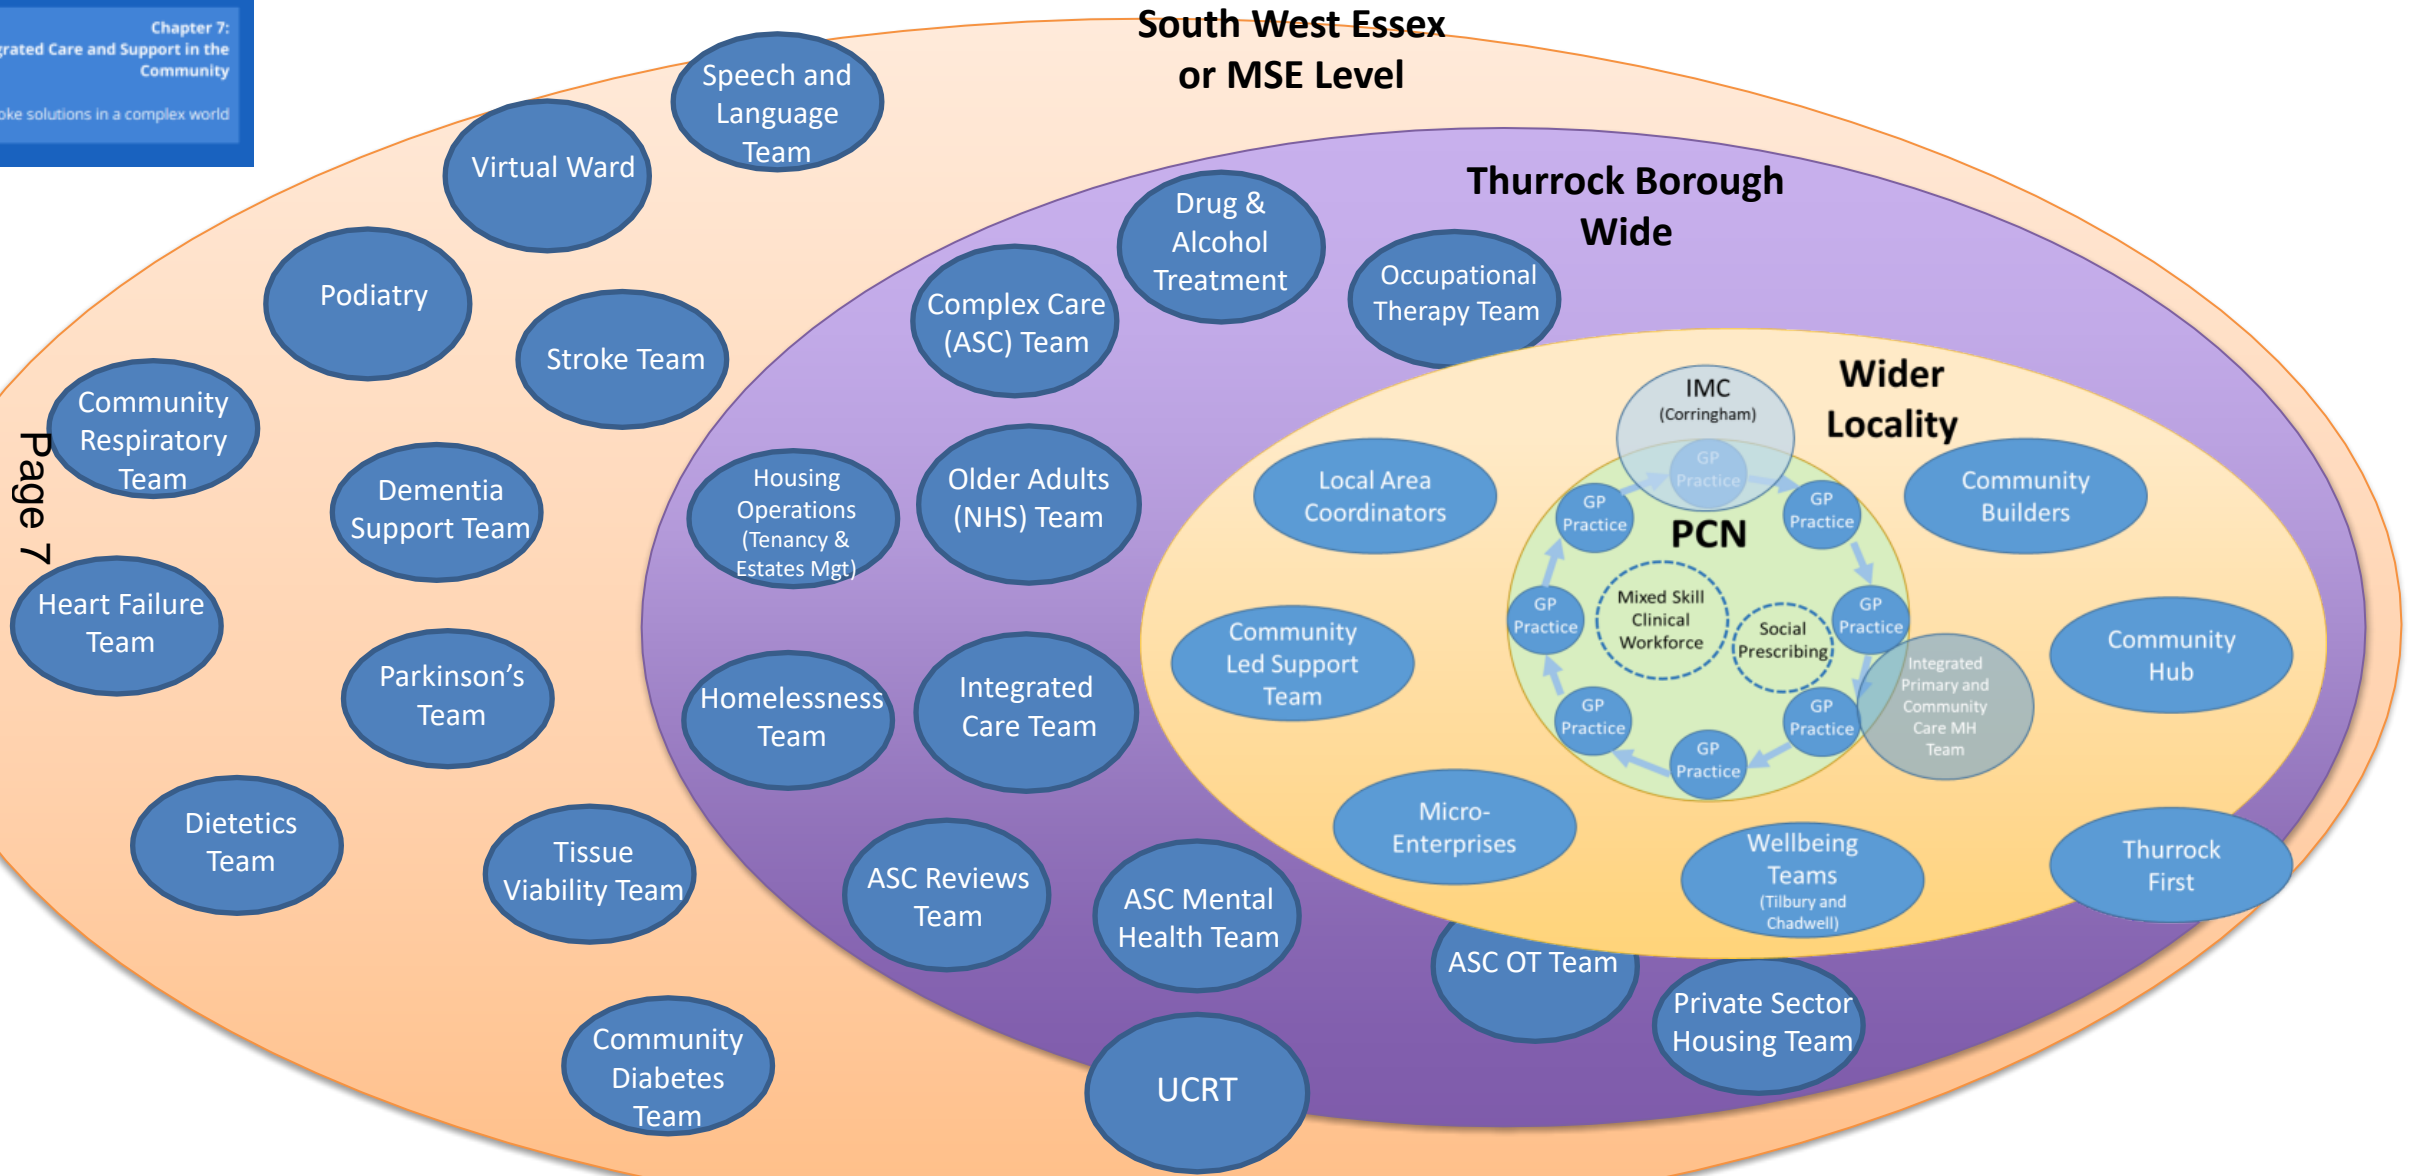 Chapter 7:
grated Care and Support in the
Community
oke solutions in a complex world
South West Essex
or MSE Level
Speech and
Language
Team
Virtual Ward
Podiatry
Stroke Team
Community
Respiratory
Team
Page 7
Dementia
Support Team
Heart Failure
Team
Parkinson's
Team
Dietetics
Team
Tissue
Viability Team
Community
Diabetes
Team
Thurrock Borough
Wide
Drug &
Alcohol
Treatment
Occupational
Therapy Team
Complex Care
(ASC) Team
Housing
Operations
(Tenancy &
Estates Mgt)
Older Adults
(NHS) Team
Homelessness
Team
Integrated
Care Team
ASC Reviews
Team
ASC Mental
Health Team
UCRT
ASC OT Team
Private Sector
Housing Team
Wider
Locality
IMC
(Corringham)
Local Area
Coordinators
Community
Builders
Community
Led Support
Team
Community
Hub
Micro-
Enterprises
Wellbeing
Teams
(Tilbury and
Chadwell)
Thurrock
First
PCN
GP
Practice
GP
Practice
GP
Practice
GP
Practice
GP
Practice
GP
Practice
GP
Practice
GP
Practice
Mixed Skill
Clinical
Workforce
Social
Prescribing
Integrated
Primary and
Community
Care MH
Team